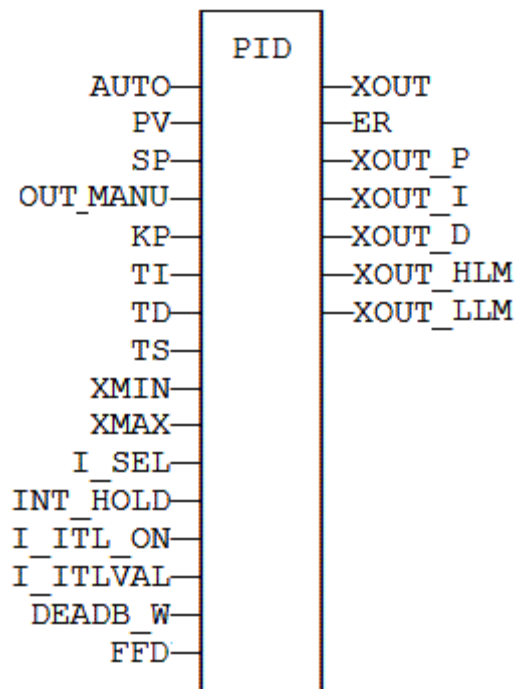 PID
AUTO XOUT
PV ER
SP XOUT_P
OUT_MANU XOUT_I
KP XOUT_D
TI XOUT_HLM
TD XOUT_LLM
TS
XMIN
XMAX
I_SEL
INT_HOLD
I_ITL_ON
I_ITLVAL
DEADB_W
FFD